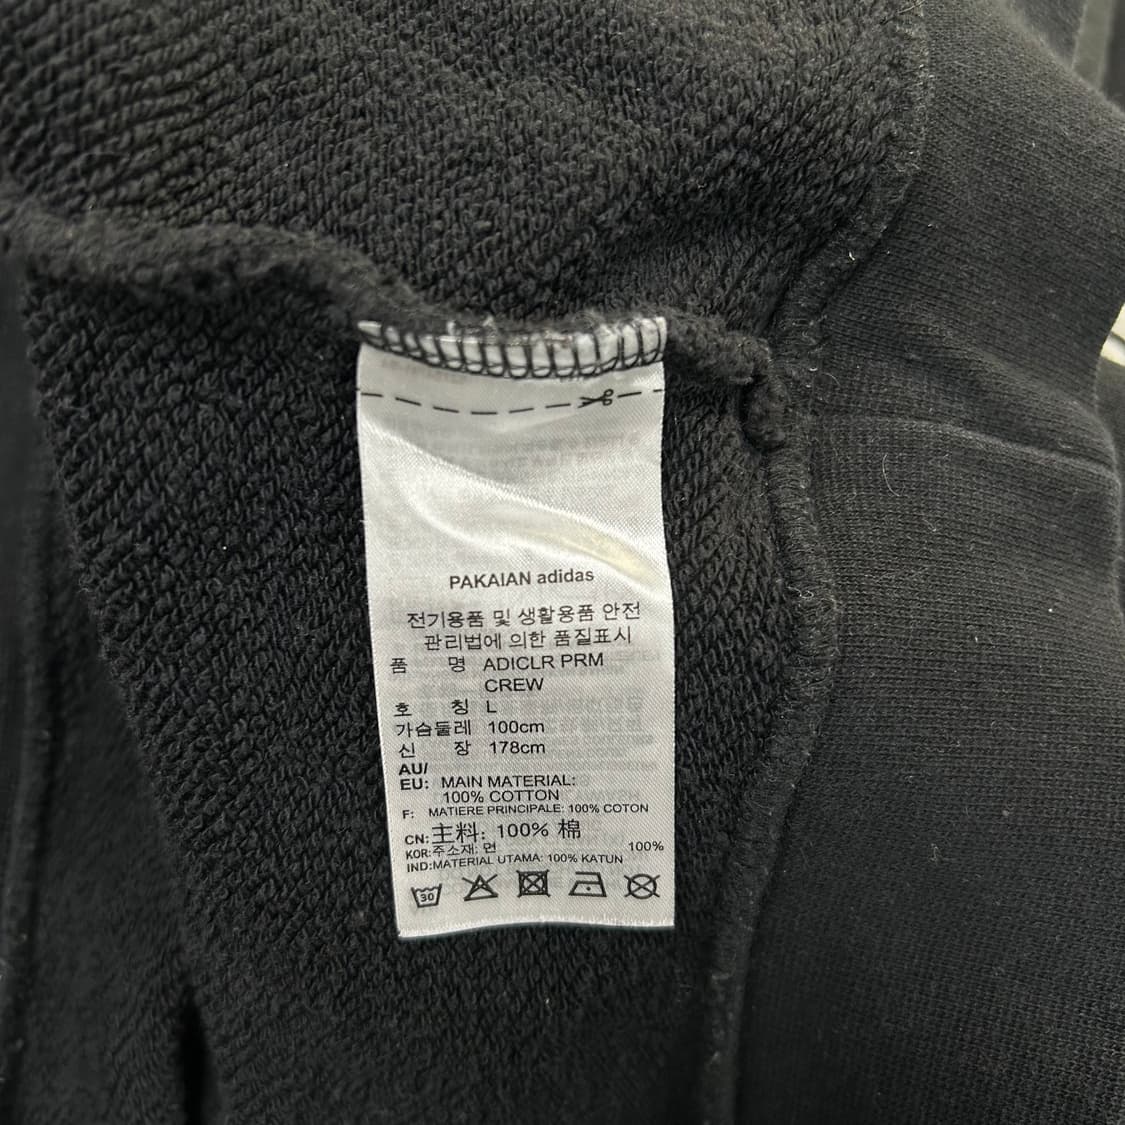 PAKAIAN adidas
전기용품 및 생활용품 안전
관리법에 의한 품질표시
품 명 ADICLR PRM
CREW
호 칭 L
가슴둘레 100cm
신 장 178cm
AU/
EU: MAIN MATERIAL:
100% COTTON
F: MATIERE PRINCIPALE: 100% COTON
CN: 主料: 100% 棉
KOR:주소재: 면 100%
IND:MATERIAL UTAMA: 100% KATUN
30